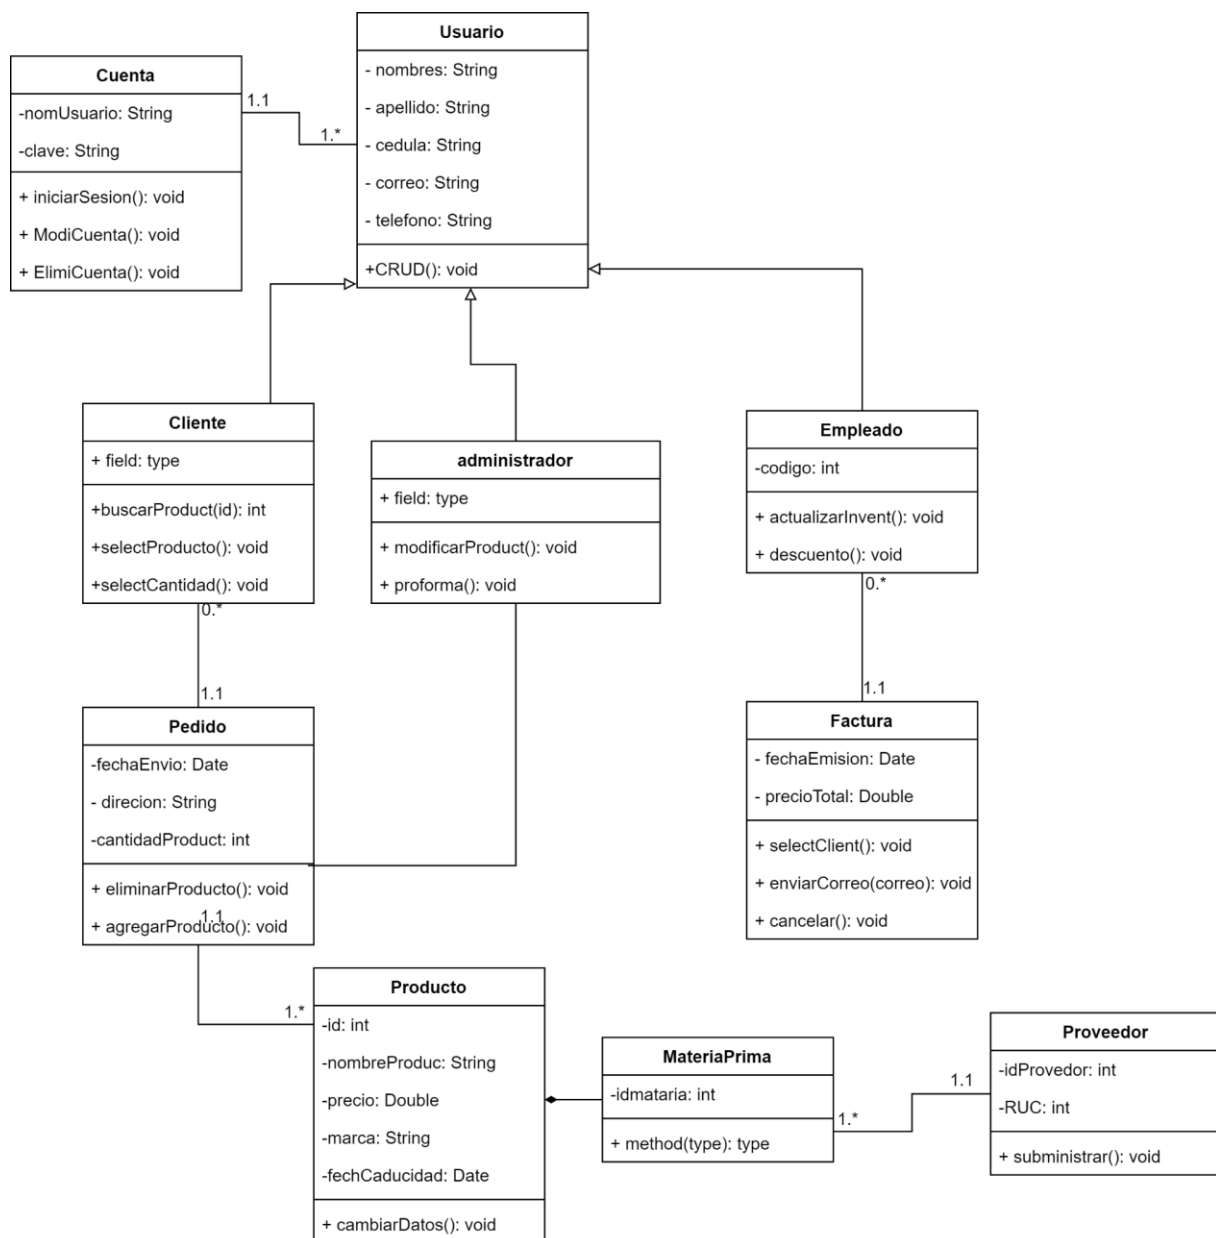 Usuario
- nombres: String
- apellido: String
- cedula: String
- correo: String
- telefono: String
+CRUD(): void
Cuenta
-nomUsuario: String
-clave: String
+ iniciarSesion(): void
+ ModiCuenta(): void
+ ElimiCuenta(): void
1.1
1.*
Cliente
+ field: type
+buscarProduct(id): int
+selectProducto(): void
+selectCantidad(): void
0.*
1.1
administrador
+ field: type
+ modificarProduct(): void
+ proforma(): void
Empleado
-codigo: int
+ actualizarInvent(): void
+ descuento(): void
0.*
1.1
Pedido
-fechaEnvio: Date
- direcion: String
-cantidadProduct: int
+ eliminarProducto(): void
+ agregarProducto(): void
1.1
1.*
Factura
- fechaEmision: Date
- precioTotal: Double
+ selectClient(): void
+ enviarCorreo(correo): void
+ cancelar(): void
Producto
-id: int
-nombreProduc: String
-precio: Double
-marca: String
-fechCaducidad: Date
+ cambiarDatos(): void
MateriaPrima
-idmataria: int
+ method(type): type
1.*
1.1
Proveedor
-idProvedor: int
-RUC: int
+ subministrar(): void